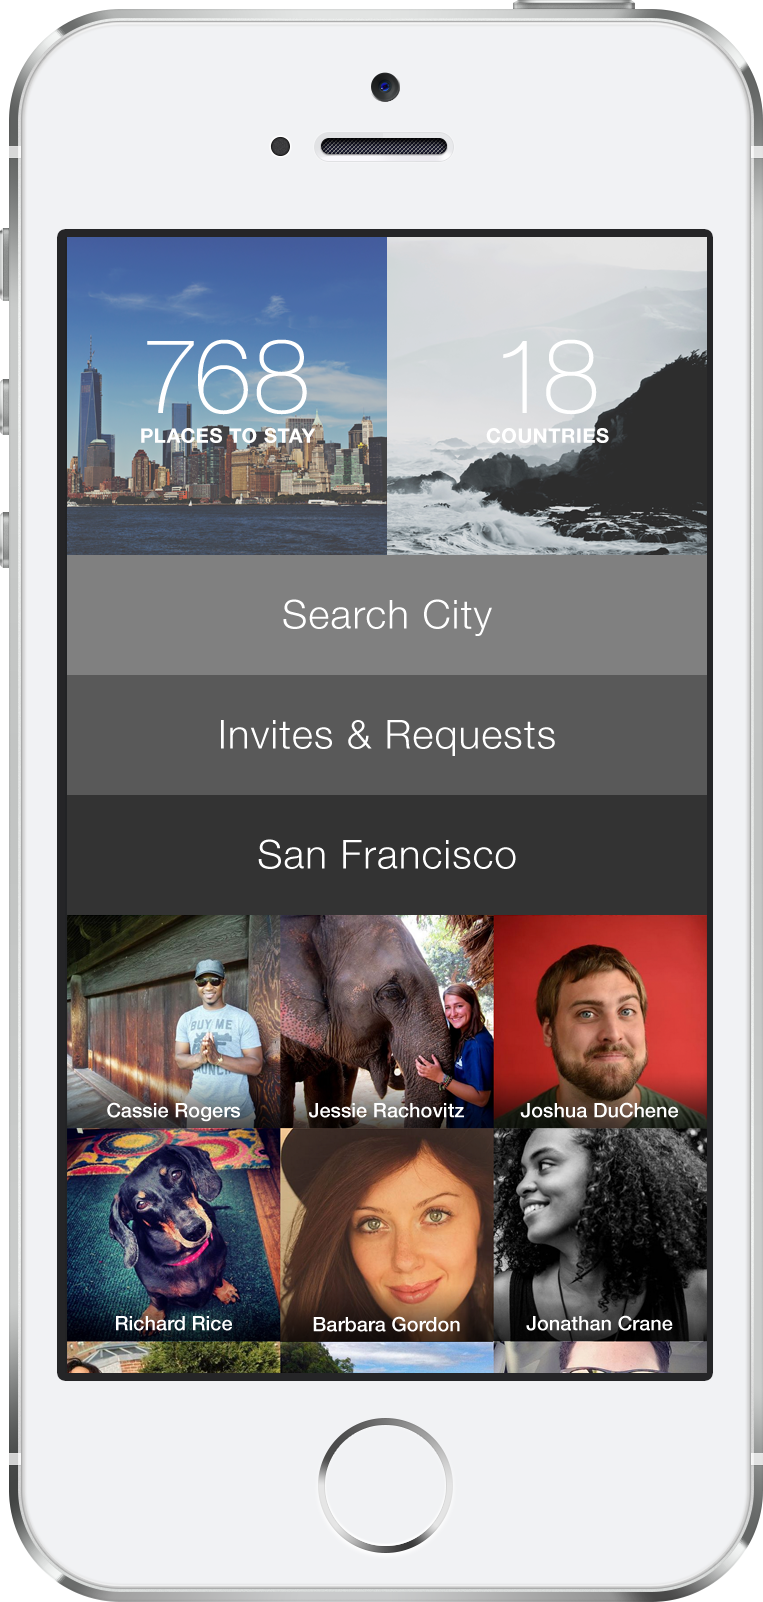 768
PLACES TO STAY
18
COUNTRIES
Search City
Invites & Requests
San Francisco
BUY ME
Cassie Rogers
Jessie Rachovitz
Joshua DuChene
Richard Rice
Barbara Gordon
Jonathan Crane